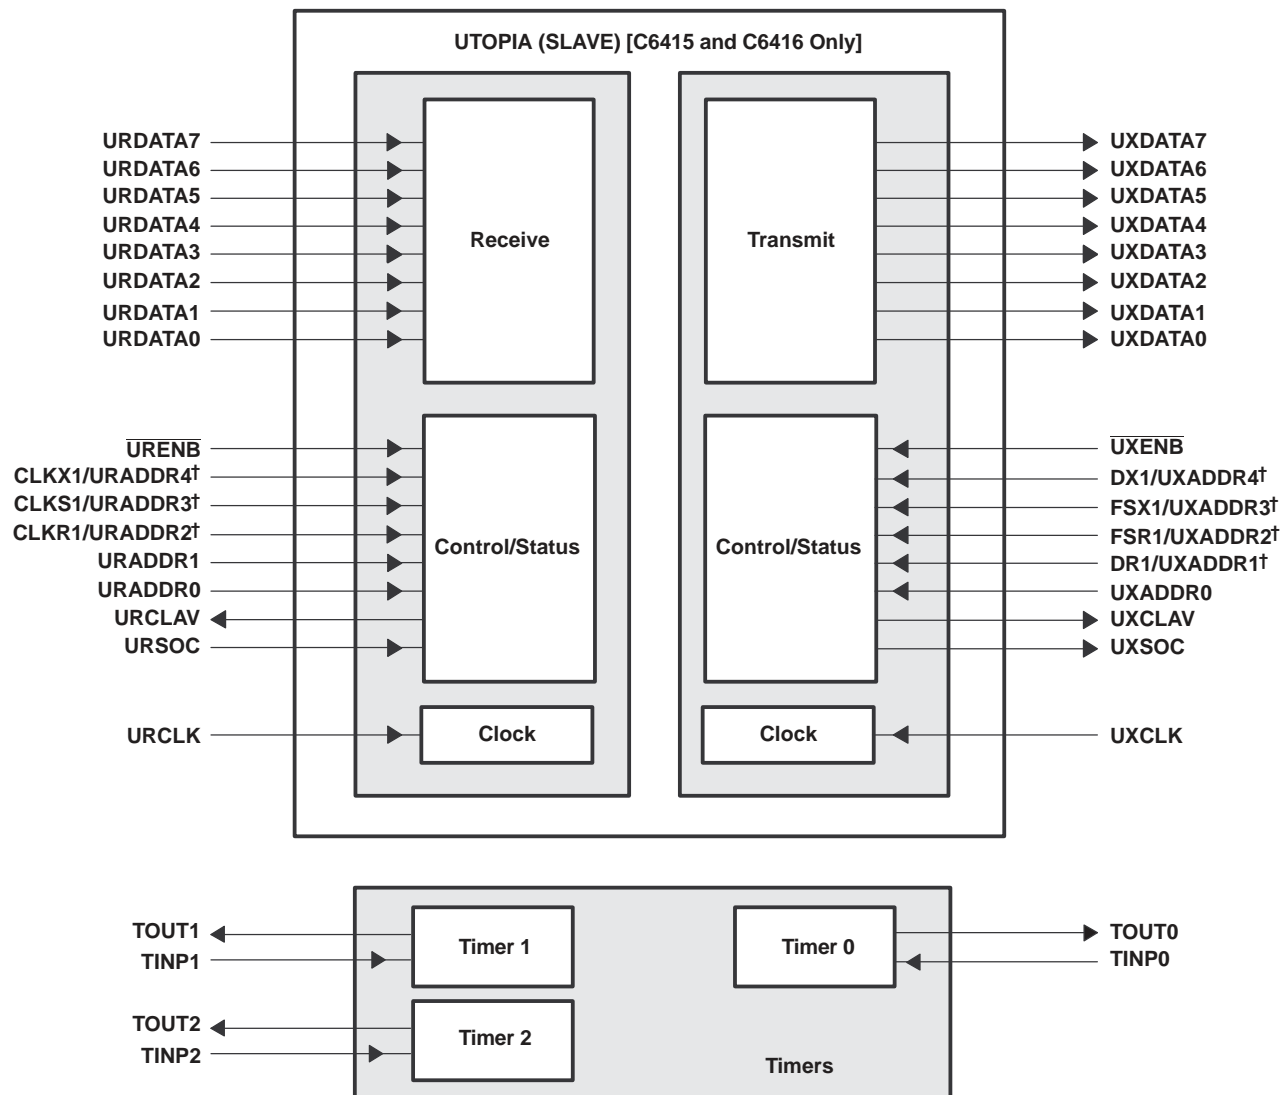 UTOPIA (SLAVE) [C6415 and C6416 Only]
URDATA7
URDATA6
URDATA5
URDATA4
URDATA3
URDATA2
URDATA1
URDATA0
Receive
Transmit
UXDATA7
UXDATA6
UXDATA5
UXDATA4
UXDATA3
UXDATA2
UXDATA1
UXDATA0
URENB
CLKX1/URADDR4†
CLKS1/URADDR3†
CLKR1/URADDR2†
URADDR1
URADDR0
URCLAV
URSOC
Control/Status
Control/Status
UXENB
DX1/UXADDR4†
FSX1/UXADDR3†
FSR1/UXADDR2†
DR1/UXADDR1†
UXADDR0
UXCLAV
UXSOC
URCLK
Clock
Clock
UXCLK
TOUT1
TINP1
Timer 1
Timer 0
TOUT0
TINP0
TOUT2
TINP2
Timer 2
Timers